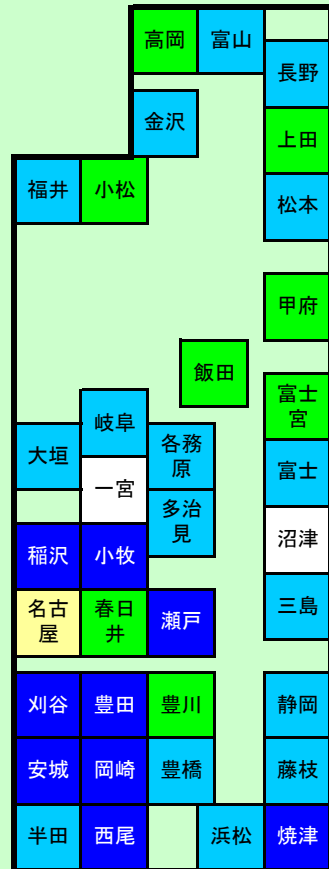 高岡 富山
長野
金沢
上田
福井 小松 松本
甲府
飯田
富士
宮
岐阜
大垣 各務
原 富士
一宮 多治
見 沼津
稲沢 小牧
三島
名古
屋 春日
井 瀬戸
刈谷 豊田 豊川 静岡
安城 岡崎 豊橋 藤枝
半田 西尾 浜松 焼津